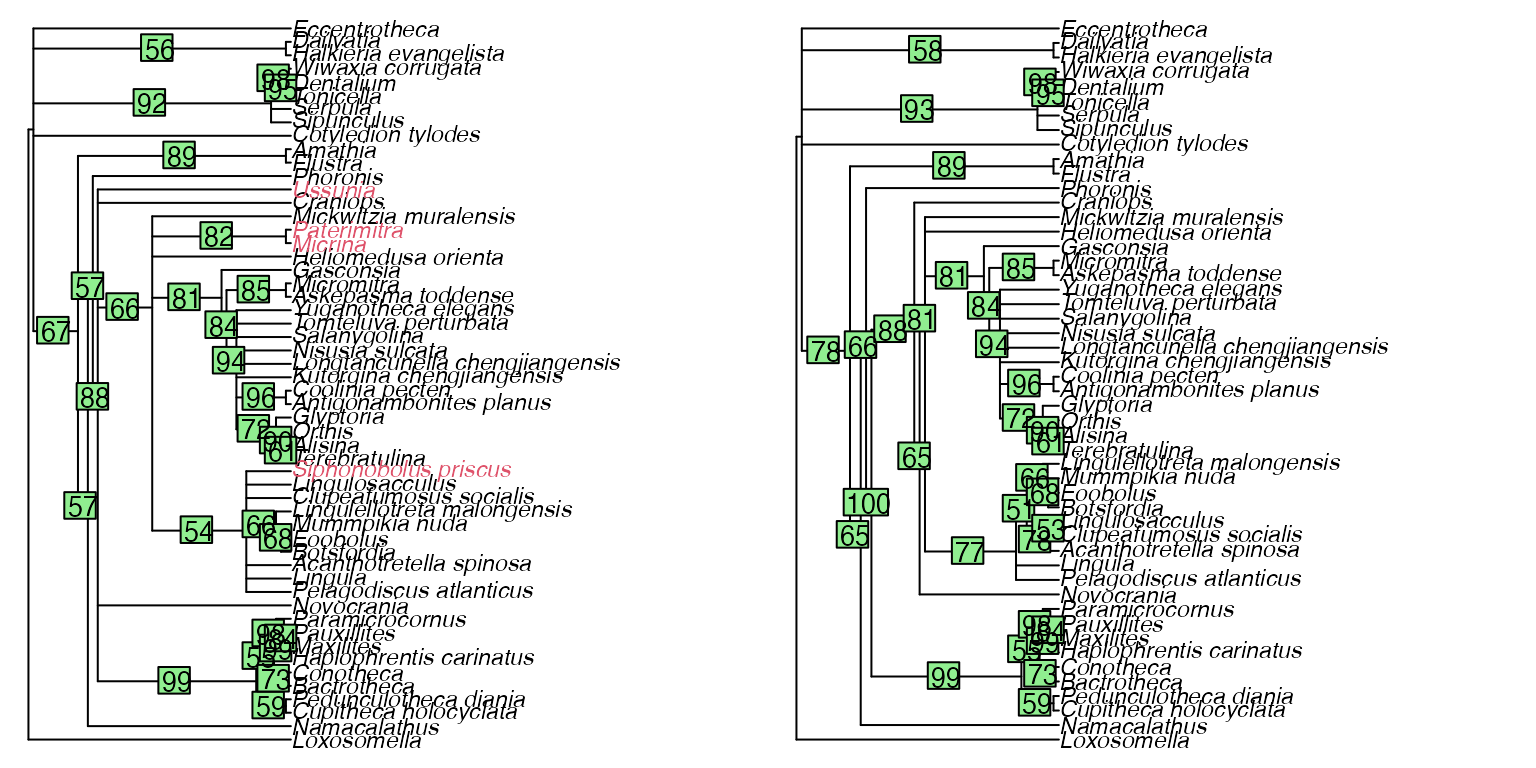 Eccentrotheca
Dailyatia
56
Halkieria evangelista
Wiwaxia corrugata
98
Dentalium
95
Tonicella
92
Serpula
Sipunculus
Cotyledion tylodes
Amathia
89
Flustra
Phoronis
Ussunia
Craniops
Mickwitzia muralensis
Paterimitra
82
Micrina
Heliomedusa orienta
Gasconsia
Micromitra
57
85
81
Askepasma toddense
66
Yuganotheca elegans
Tomteluva perturbata
84
67
Salanygolina
Nisusia sulcata
94
Longtancunella chengjiangensis
Kutorgina chengjiangensis
Coolinia pecten
88
96
Antigonambonites planus
Glyptoria
72
Orthis
90
Alisina
61
Terebratulina
Siphonobolus priscus
Lingulosacculus
Clupeafumosus socialis
57
Lingulellotreta malongensis
66
Mummpikia nuda
54
68
Eoobolus
Botsfordia
Acanthotretella spinosa
Lingula
Pelagodiscus atlanticus
Novocrania
Paramicrocornus
Pauxillites
Maxilites
Haplophrentis carinatus
Conotheca
99
73
Bactrotheca
Pedunculotheca diania
59
Cupitheca holocyclata
Namacalathus
Loxosomella
Eccentrotheca
Dailyatia
58
Halkieria evangelista
Wiwaxia corrugata
98
Dentalium
95
Tonicella
93
Serpula
Sipunculus
Cotyledion tylodes
Amathia
89
Flustra
Phoronis
Craniops
Mickwitzia muralensis
Heliomedusa orienta
Gasconsia
Micromitra
85
81
Askepasma toddense
Yuganotheca elegans
84
Tomteluva perturbata
81
Salanygolina
88
Nisusia sulcata
94
66
78
Longtancunella chengjiangensis
Kutorgina chengjiangensis
Coolinia pecten
96
Antigonambonites planus
Glyptoria
72
Orthis
90
Alisina
61
Terebratulina
65
Lingulellotreta malongensis
66
Mummpikia nuda
68
Eoobolus
100
51
Botsfordia
Lingulosacculus
53
65
Clupeafumosus socialis
78
77
Acanthotretella spinosa
Lingula
Pelagodiscus atlanticus
Novocrania
Paramicrocornus
Pauxillites
Maxilites
Haplophrentis carinatus
Conotheca
99
73
Bactrotheca
Pedunculotheca diania
59
Cupitheca holocyclata
Namacalathus
Loxosomella